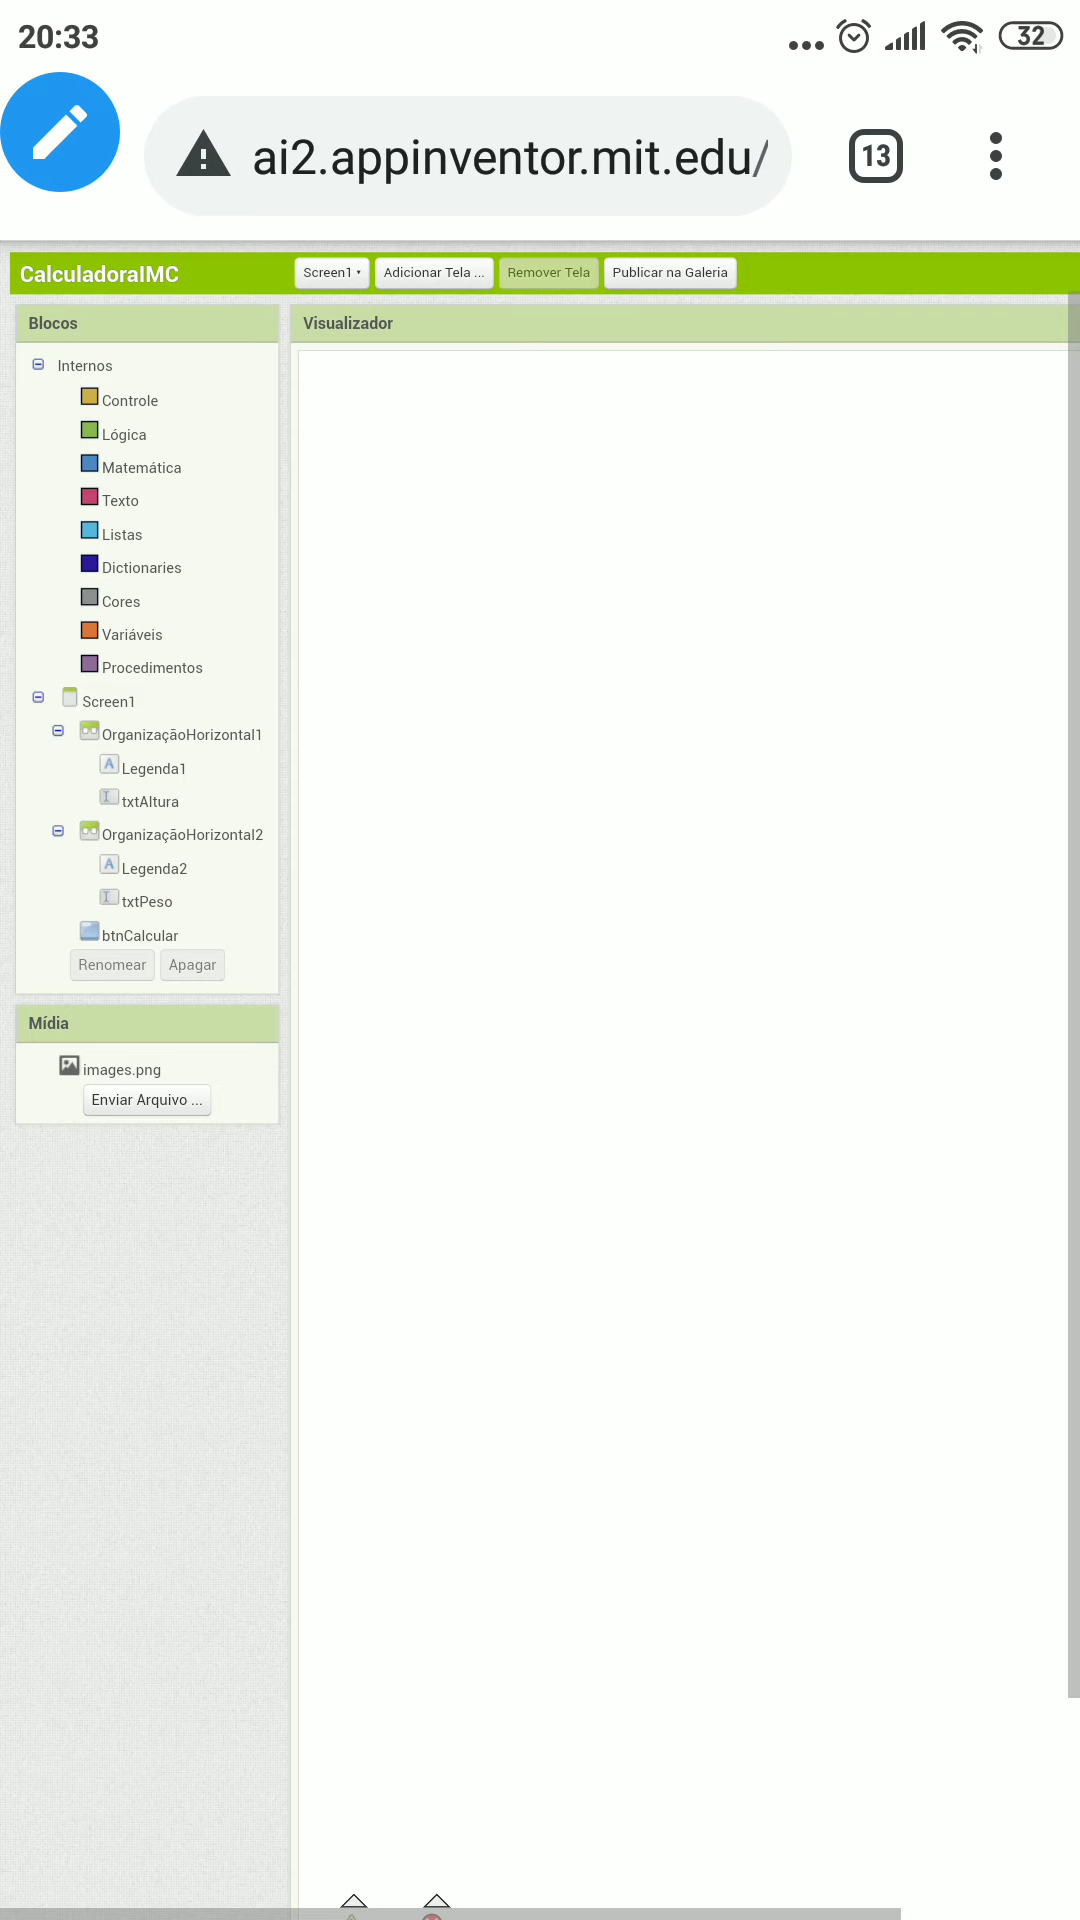 20:33
32
ai2.appinventor.mit.edu/
13
CalculadoraIMC
Screen1
Adicionar Tela ...
Remover Tela
Publicar na Galeria
Blocos
Visualizador
Internos
Controle
Lógica
Matemática
Texto
Listas
Dictionaries
Cores
Variáveis
Procedimentos
Screen1
OrganizaçãoHorizontal1
A Legenda1
txtAltura
OrganizaçãoHorizontal2
A Legenda2
txtPeso
btnCalcular
Renomear
Apagar
Mídia
images.png
Enviar Arquivo ...